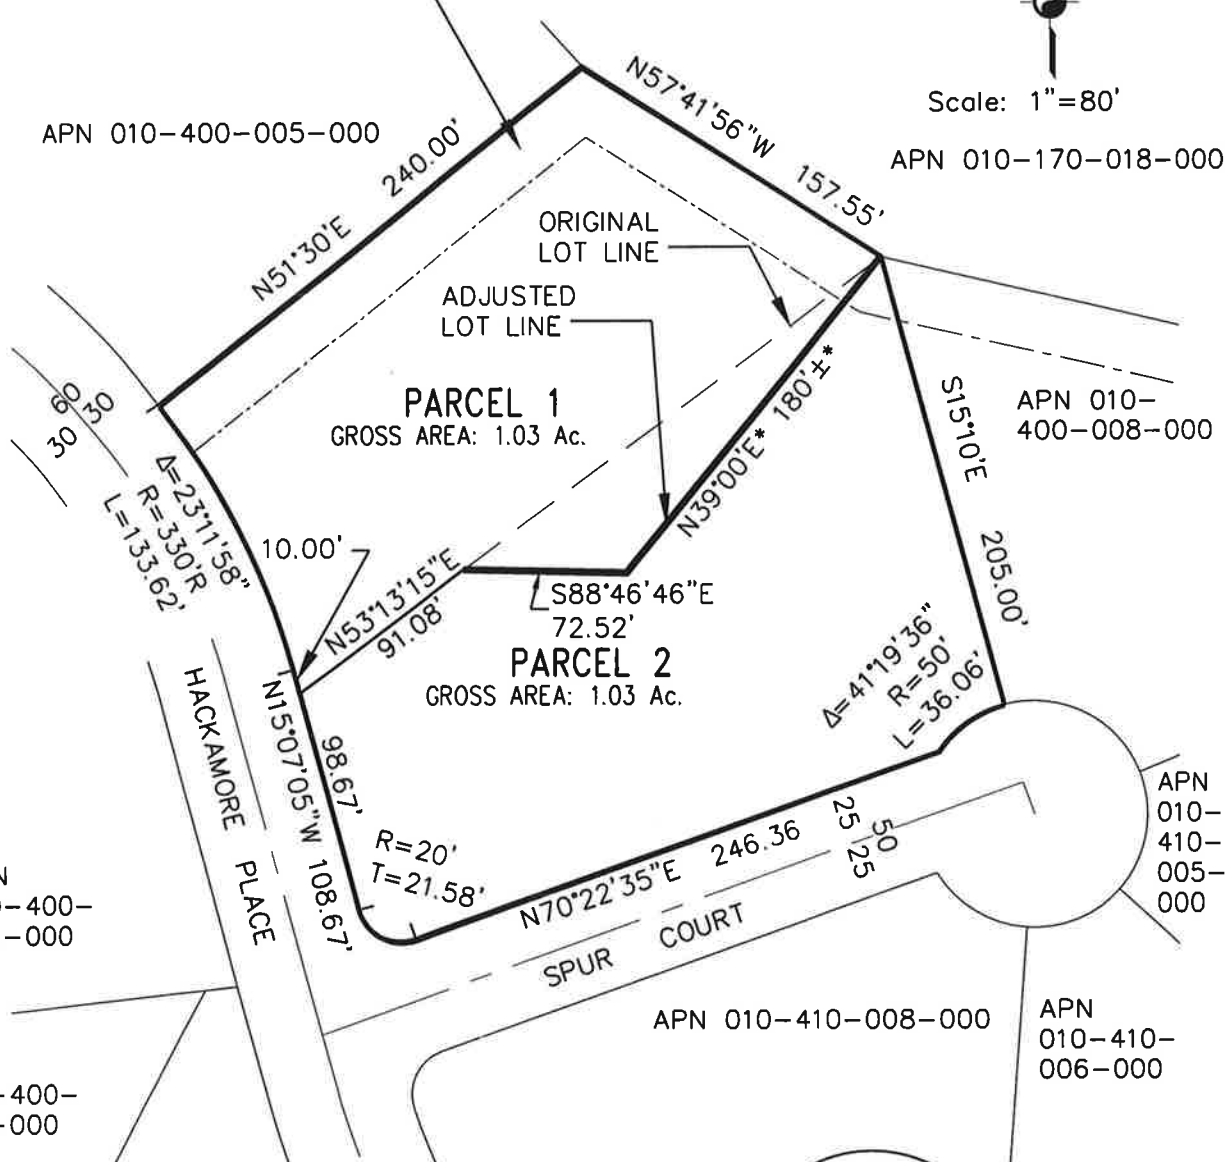 Scale: 1"=80'
APN 010-400-005-000
APN 010-170-018-000
N57°41'56"W 157.55'
N51°30'E 240.00'
ORIGINAL
LOT LINE
ADJUSTED
LOT LINE
60
30
30
PARCEL 1
GROSS AREA: 1.03 Ac.
N39°00'E* 180'±*
S15°10'E 205.00'
APN 010-
400-008-000
Δ=23°11'58"
R=330'R
L=133.62'
10.00'
N53°13'15"E
91.08'
S88°46'46"E
72.52'
PARCEL 2
GROSS AREA: 1.03 Ac.
Δ=41°19'36"
R=50'
L=36.06'
HACKAMORE PLACE
N15°07'05"W 108.67'
98.67'
R=20'
T=21.58'
N70°22'35"E 246.36
25
50
25
SPUR COURT
APN
010-
410-
005-
000
N
-400-
-000
APN 010-410-008-000
APN
010-410-
006-000
-400-
-000